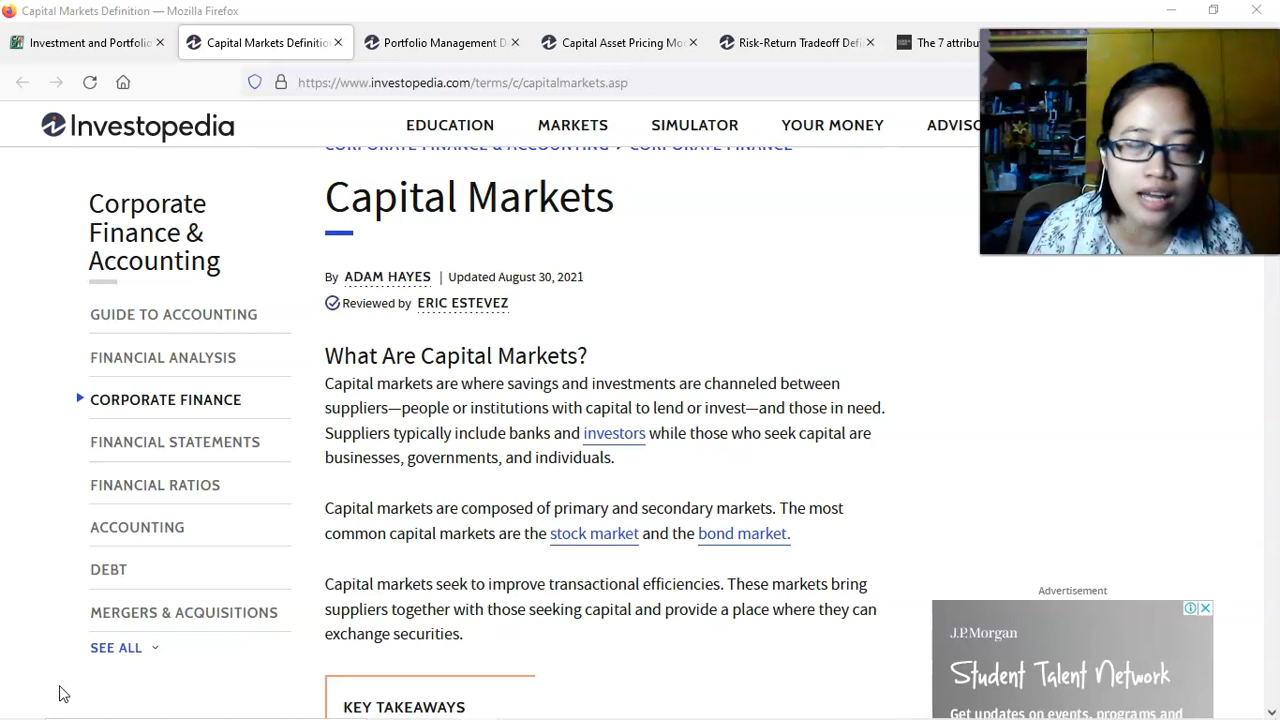 Capital Markets Definition — Mozilla Firefox
Investment and Portfolio
Capital Markets Definitio
Portfolio Management D
Capital Asset Pricing Mo
Risk-Return Tradeoff Defi
The 7 attribu
https://www.investopedia.com/terms/c/capitalmarkets.asp
Investopedia
EDUCATION MARKETS SIMULATOR YOUR MONEY ADVISO
CORPORATE FINANCE & ACCOUNTING › CORPORATE FINANCE
Corporate
Finance &
Accounting
GUIDE TO ACCOUNTING
FINANCIAL ANALYSIS
CORPORATE FINANCE
FINANCIAL STATEMENTS
FINANCIAL RATIOS
ACCOUNTING
DEBT
MERGERS & ACQUISITIONS
SEE ALL
Capital Markets
By ADAM HAYES | Updated August 30, 2021
Reviewed by ERIC ESTEVEZ
What Are Capital Markets?
Capital markets are where savings and investments are channeled between
suppliers—people or institutions with capital to lend or invest—and those in need.
Suppliers typically include banks and investors while those who seek capital are
businesses, governments, and individuals.
Capital markets are composed of primary and secondary markets. The most
common capital markets are the stock market and the bond market.
Capital markets seek to improve transactional efficiencies. These markets bring
suppliers together with those seeking capital and provide a place where they can
exchange securities.
KEY TAKEAWAYS
Advertisement
J.P.Morgan
Student Talent Network
Get updates on events, programs and